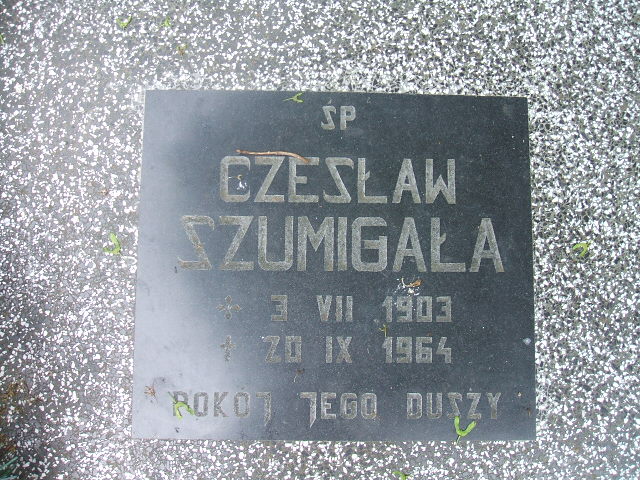 ŚP
CZESŁAW
SZUMIGAŁA
3 VII 1903
✝ 20 IX 1964
POKÓJ JEGO DUSZY